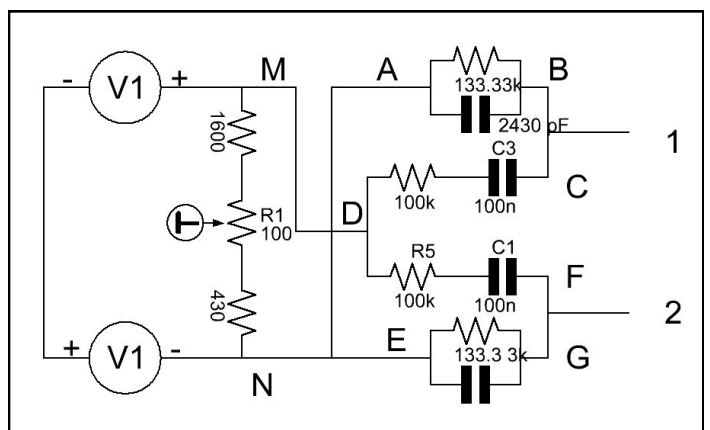 - V1 +
M
1600
R1
100
430
+ V1 -
N
A
B
133.33k
2430 pF
1
C3
C
100k
100n
D
R5
C1
F
100k
100n
2
E
133.3 3k
G
T